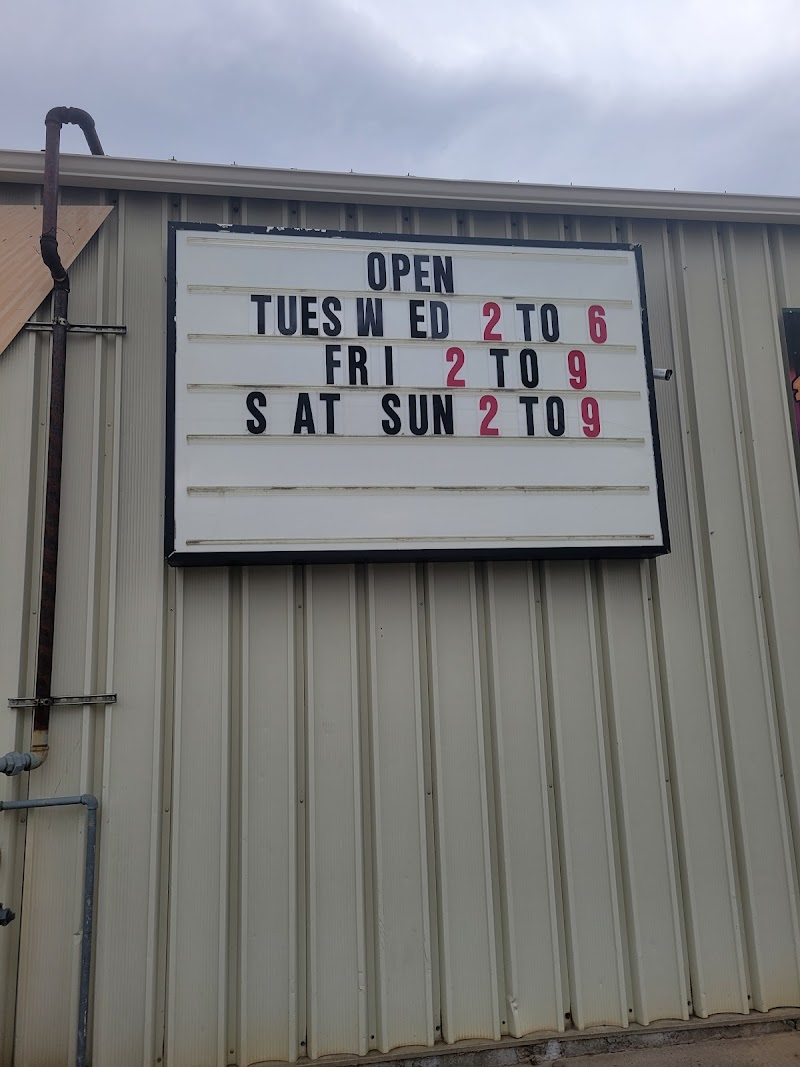 OPEN
TUES WED 2 TO 6
FRI 2 TO 9
SAT SUN 2 TO 9